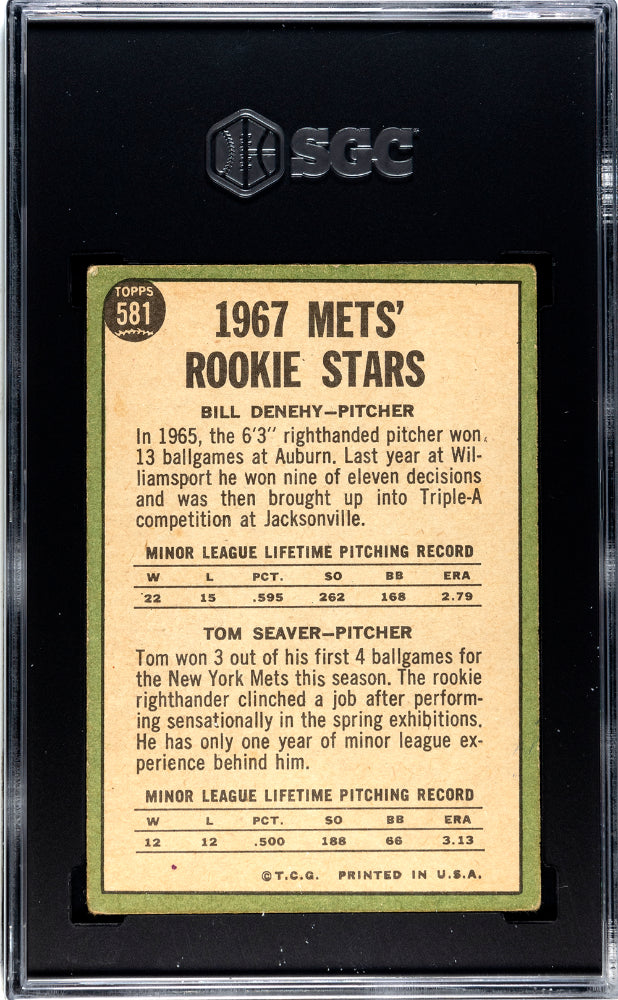 SGC
TOPPS
581
1967 METS'
ROOKIE STARS
BILL DENEHY—PITCHER
In 1965, the 6'3" righthanded pitcher won
13 ballgames at Auburn. Last year at Wil-
liamsport he won nine of eleven decisions
and was then brought up into Triple-A
competition at Jacksonville.
MINOR LEAGUE LIFETIME PITCHING RECORD
W L PCT. SO BB ERA
22 15 .595 262 168 2.79
TOM SEAVER—PITCHER
Tom won 3 out of his first 4 ballgames for
the New York Mets this season. The rookie
righthander clinched a job after perform-
ing sensationally in the spring exhibitions.
He has only one year of minor league ex-
perience behind him.
MINOR LEAGUE LIFETIME PITCHING RECORD
W L PCT. SO BB ERA
12 12 .500 188 66 3.13
©T.C.G. PRINTED IN U.S.A.